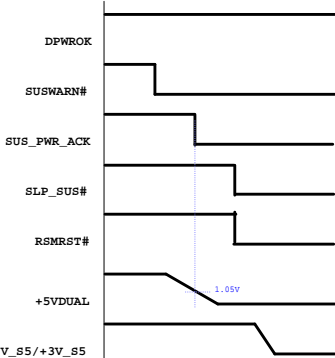 DPWROK
SUSWARN#
SUS_PWR_ACK
SLP_SUS#
RSMRST#
1.05V
+5VDUAL
V_S5/+3V_S5